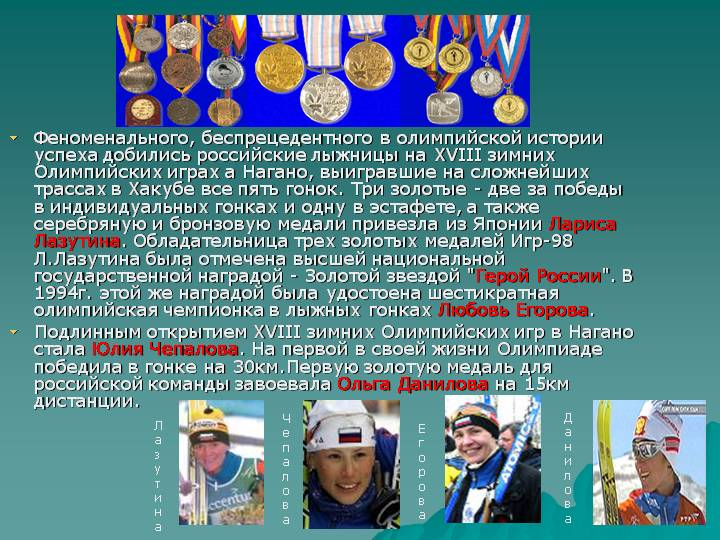 Феноменального, беспрецедентного в олимпийской истории
успеха добились российские лыжницы на XVIII зимних
Олимпийских играх а Нагано, выигравшие на сложнейших
трассах в Хакубе все пять гонок. Три золотые - две за победы
в индивидуальных гонках и одну в эстафете, а также
серебряную и бронзовую медали привезла из Японии Лариса
Лазутина. Обладательница трех золотых медалей Игр-98
Л.Лазутина была отмечена высшей национальной
государственной наградой - Золотой звездой "Герой России". В
1994г. этой же наградой была удостоена шестикратная
олимпийская чемпионка в лыжных гонках Любовь Егорова.
Подлинным открытием XVIII зимних Олимпийских игр в Нагано
стала Юлия Чепалова. На первой в своей жизни Олимпиаде
победила в гонке на 30км.Первую золотую медаль для
российской команды завоевала Ольга Данилова на 15км
дистанции.
Лазутина
Чепалова
Егорова
Данилова